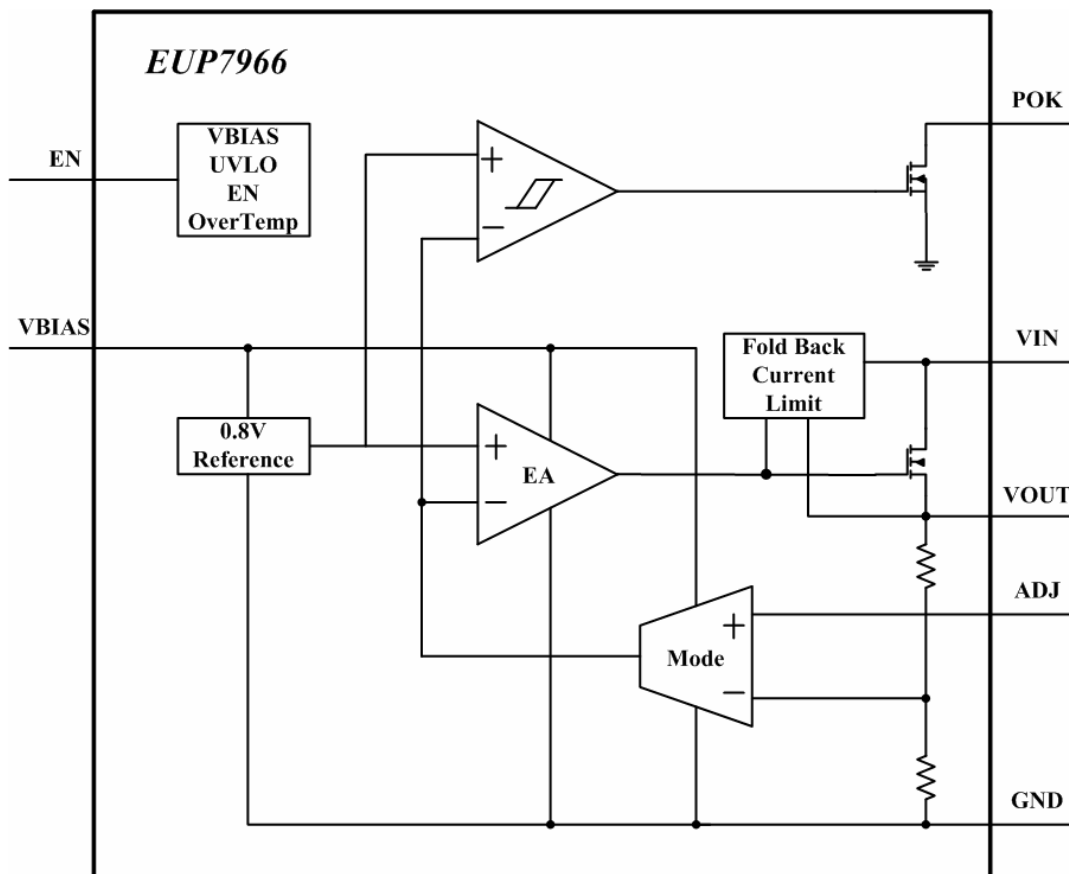 EUP7966
POK
VBIAS
UVLO
EN
OverTemp
EN
+
−
VBIAS
VIN
Fold Back
Current
Limit
0.8V
Reference
+
EA
−
VOUT
ADJ
+
Mode
−
GND